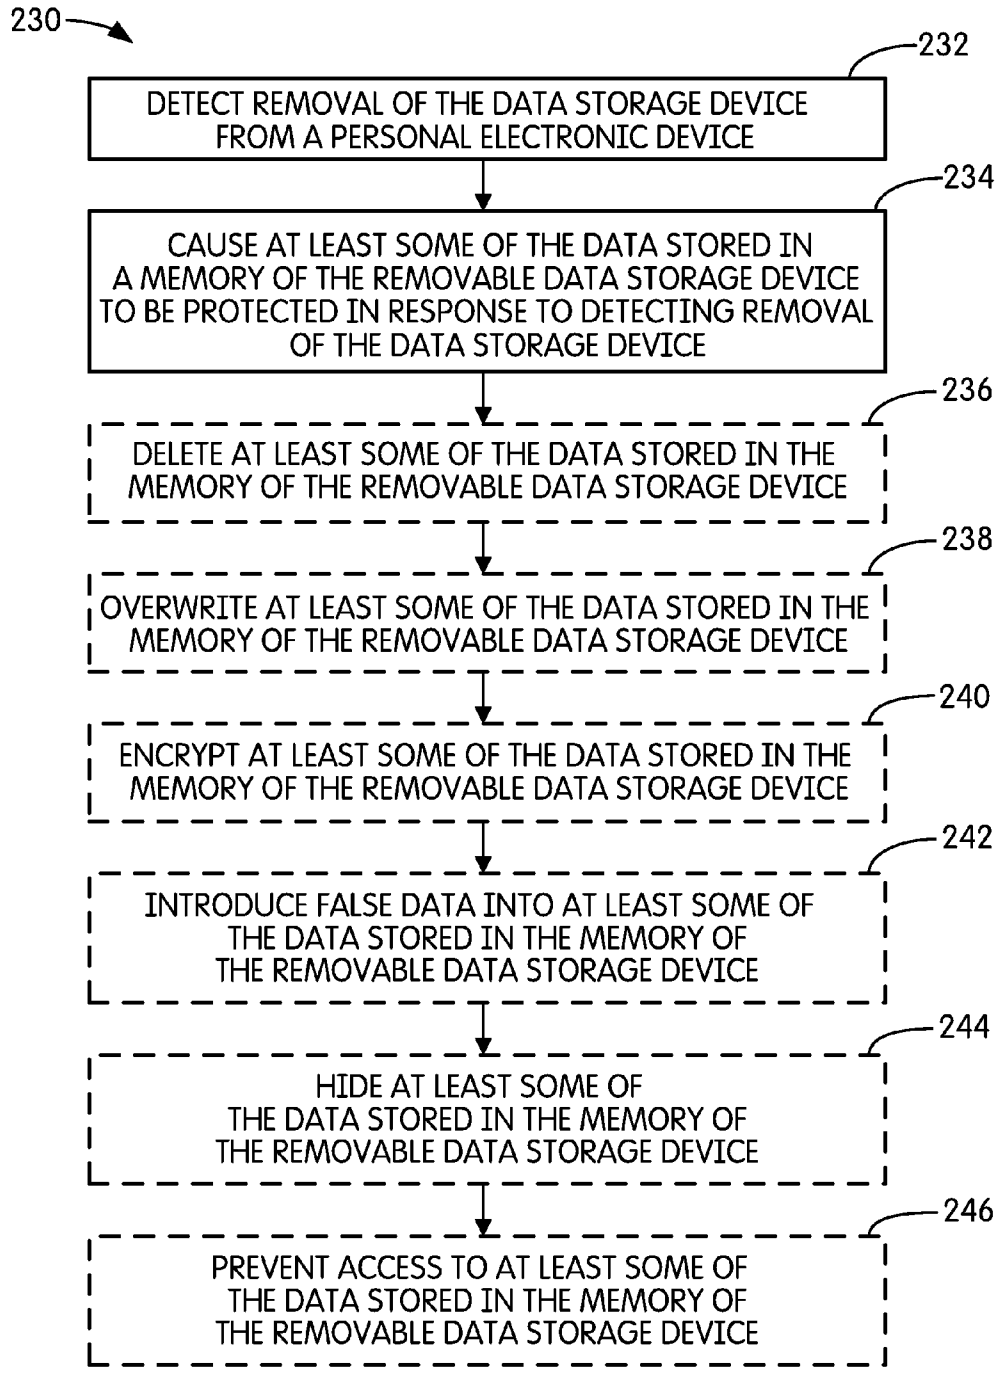 230
232
DETECT REMOVAL OF THE DATA STORAGE DEVICE
FROM A PERSONAL ELECTRONIC DEVICE
234
CAUSE AT LEAST SOME OF THE DATA STORED IN
A MEMORY OF THE REMOVABLE DATA STORAGE DEVICE
TO BE PROTECTED IN RESPONSE TO DETECTING REMOVAL
OF THE DATA STORAGE DEVICE
236
DELETE AT LEAST SOME OF THE DATA STORED IN THE
MEMORY OF THE REMOVABLE DATA STORAGE DEVICE
238
OVERWRITE AT LEAST SOME OF THE DATA STORED IN THE
MEMORY OF THE REMOVABLE DATA STORAGE DEVICE
240
ENCRYPT AT LEAST SOME OF THE DATA STORED IN THE
MEMORY OF THE REMOVABLE DATA STORAGE DEVICE
242
INTRODUCE FALSE DATA INTO AT LEAST SOME OF
THE DATA STORED IN THE MEMORY OF
THE REMOVABLE DATA STORAGE DEVICE
244
HIDE AT LEAST SOME OF
THE DATA STORED IN THE MEMORY OF
THE REMOVABLE DATA STORAGE DEVICE
246
PREVENT ACCESS TO AT LEAST SOME OF
THE DATA STORED IN THE MEMORY OF
THE REMOVABLE DATA STORAGE DEVICE